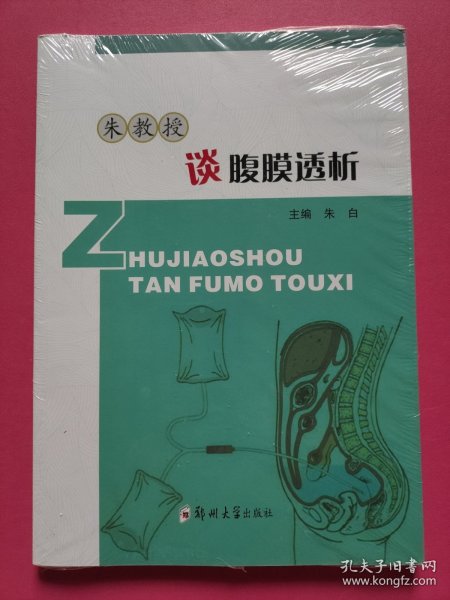 朱教授
谈腹膜透析
主编 朱白
ZHUJIAOSHOU
TAN FUMO TOUXI
郑州大学出版社
孔夫子旧书网
www.kongfz.com